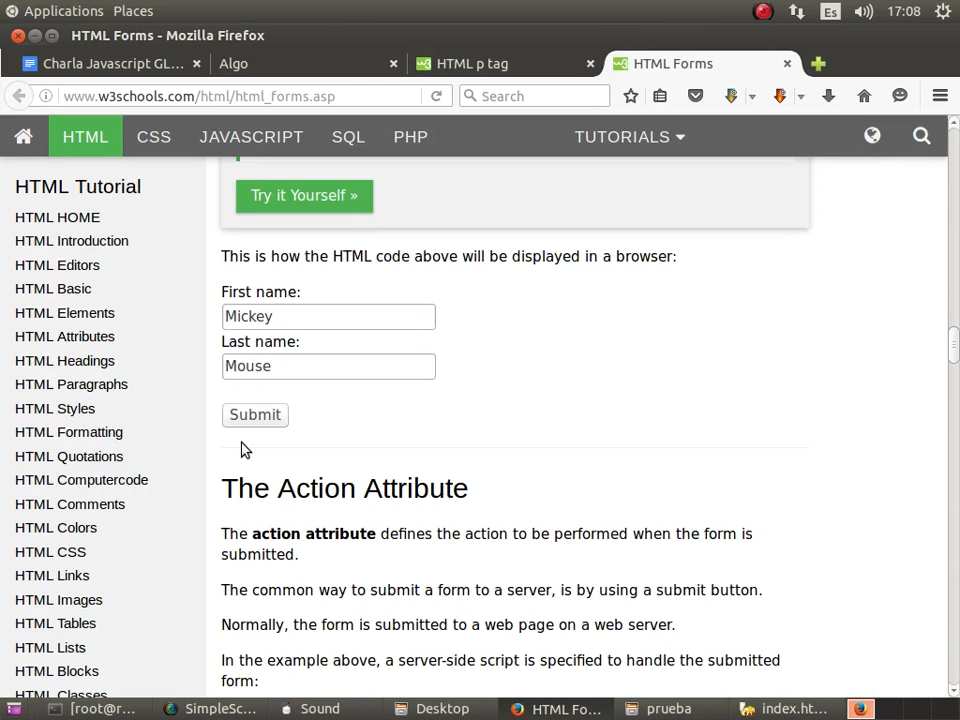 Applications Places
Es 17:08
HTML Forms - Mozilla Firefox
Charla Javascript GL...
Algo
HTML p tag
HTML Forms
www.w3schools.com/html/html_forms.asp
Search
HTML
CSS
JAVASCRIPT
SQL
PHP
TUTORIALS
HTML Tutorial
HTML HOME
HTML Introduction
HTML Editors
HTML Basic
HTML Elements
HTML Attributes
HTML Headings
HTML Paragraphs
HTML Styles
HTML Formatting
HTML Quotations
HTML Computercode
HTML Comments
HTML Colors
HTML CSS
HTML Links
HTML Images
HTML Tables
HTML Lists
HTML Blocks
HTML Classes
Try it Yourself »
This is how the HTML code above will be displayed in a browser:
First name:
Mickey
Last name:
Mouse
Submit
The Action Attribute
The action attribute defines the action to be performed when the form is
submitted.
The common way to submit a form to a server, is by using a submit button.
Normally, the form is submitted to a web page on a web server.
In the example above, a server-side script is specified to handle the submitted
form:
[root@r...
SimpleSc...
Sound
Desktop
HTML Fo...
prueba
index.ht...